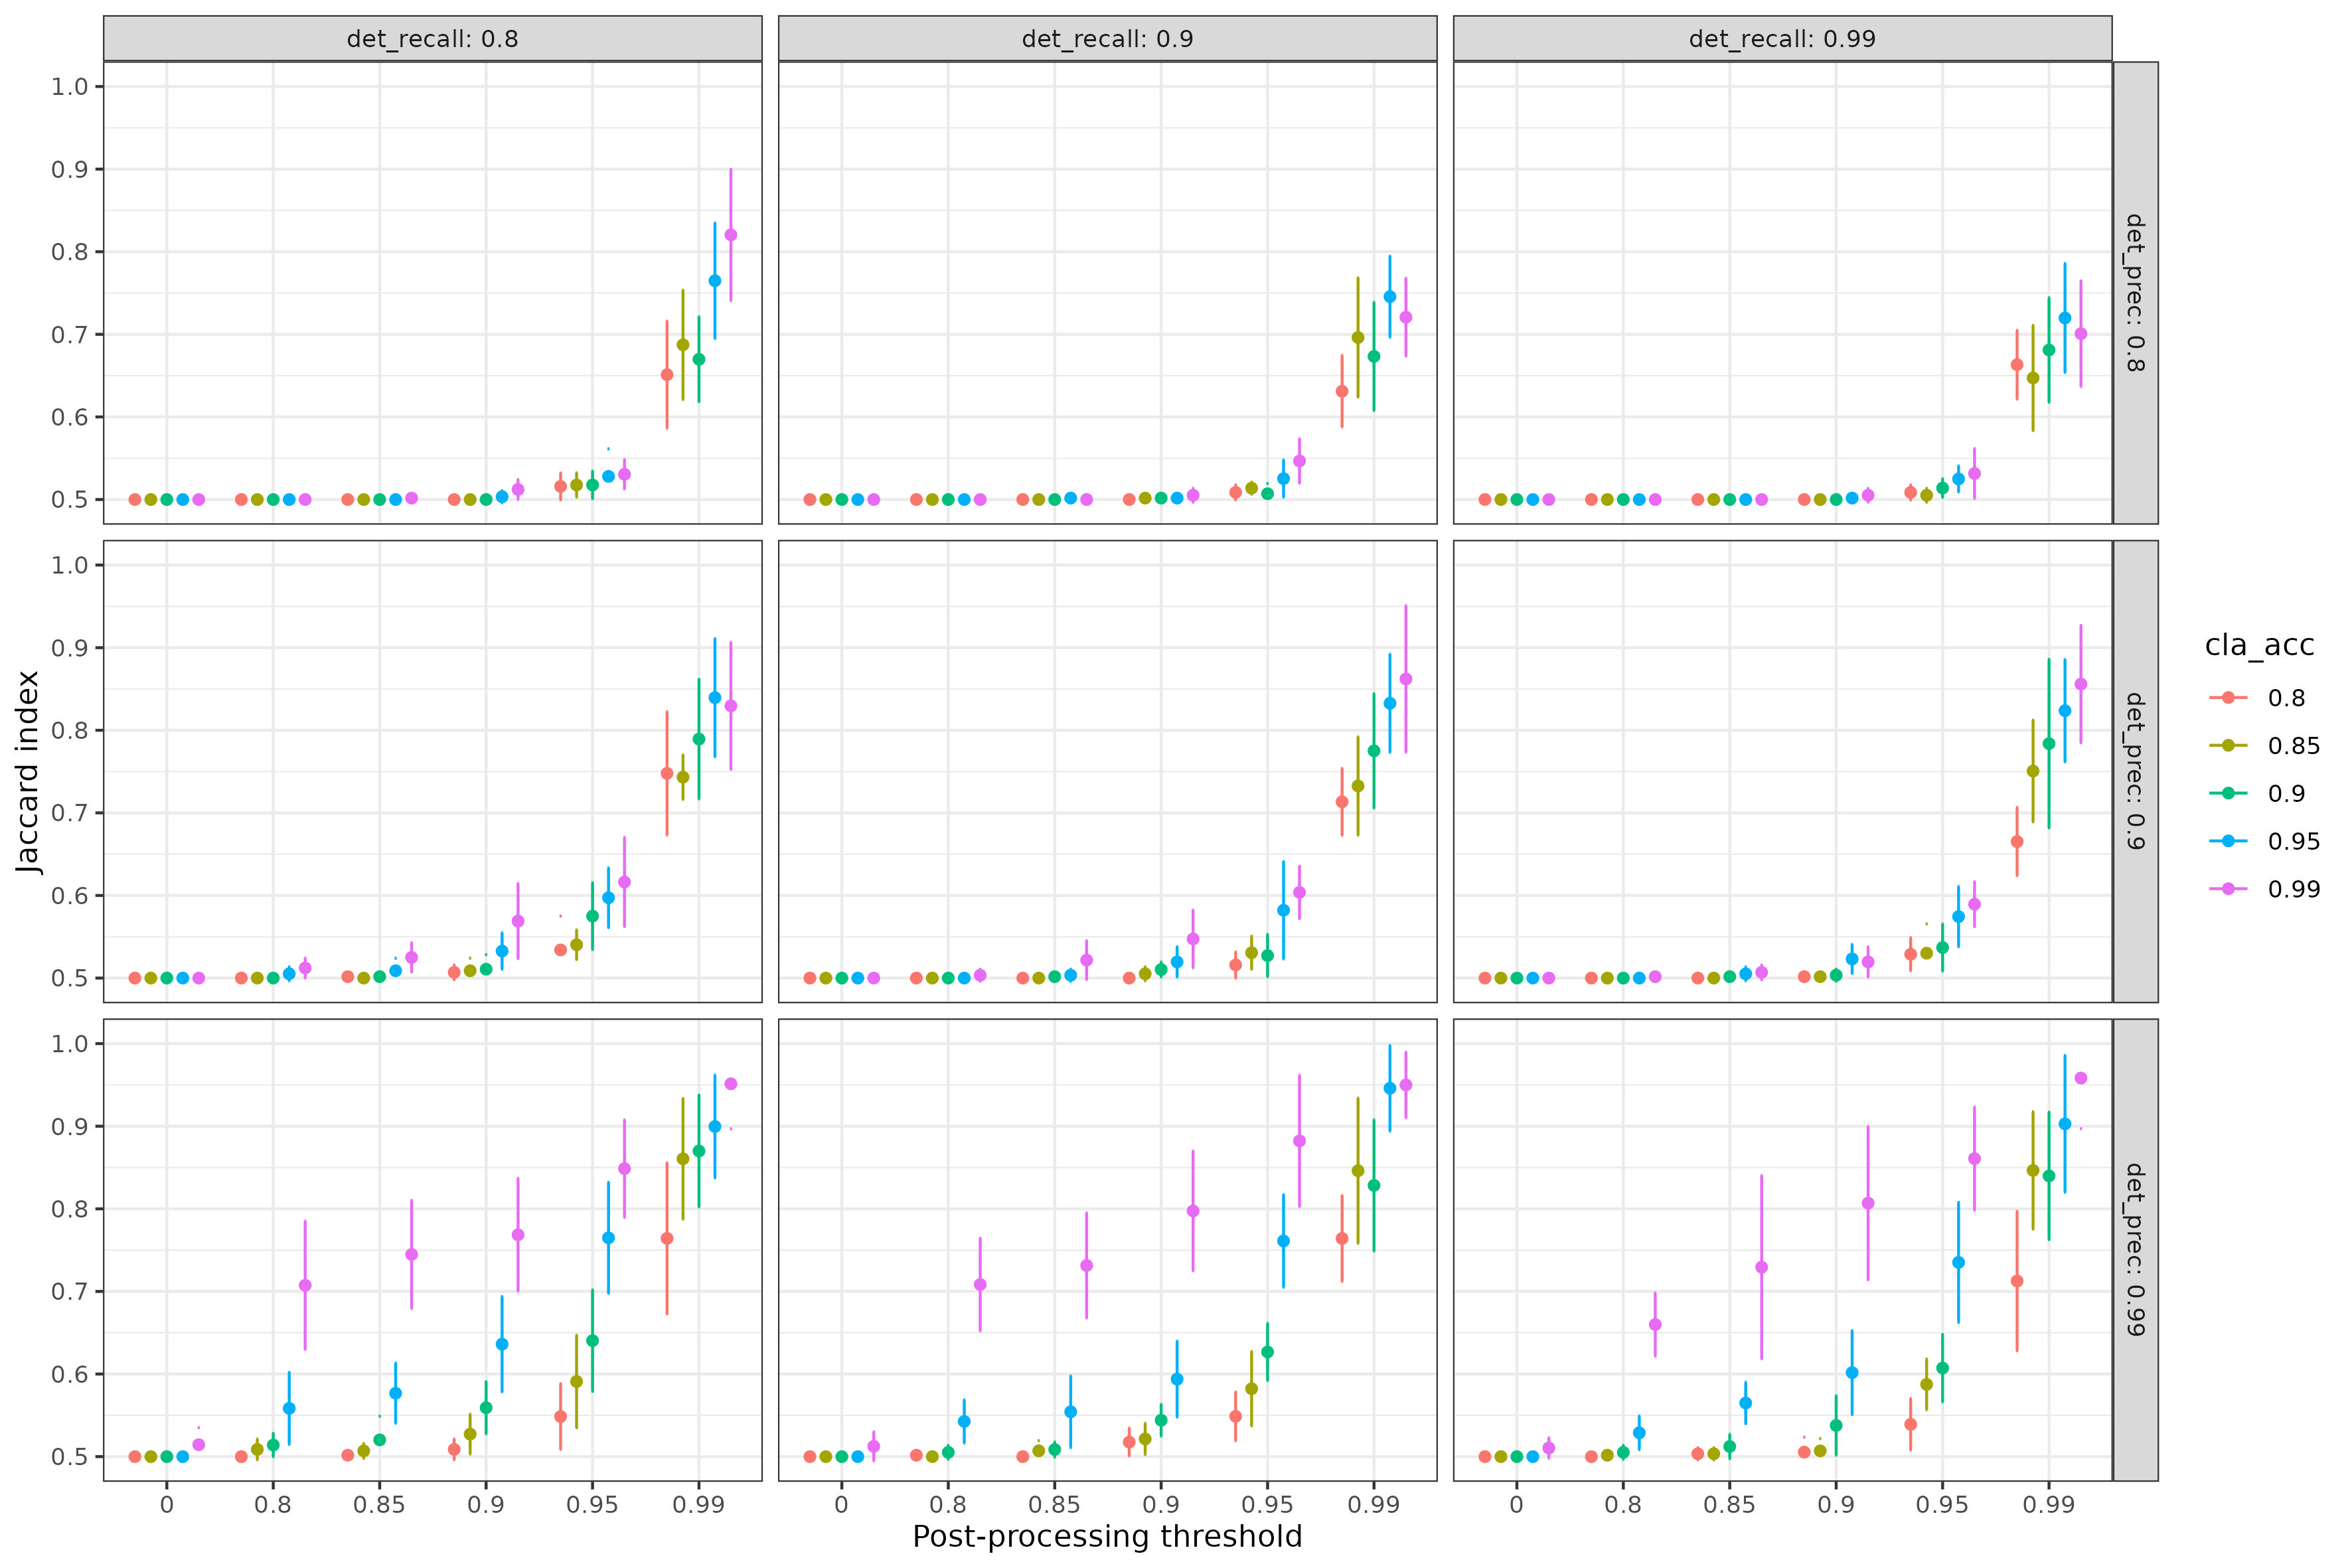 det_recall: 0.8
det_recall: 0.9
det_recall: 0.99
1.0
0.9
0.8
0.7
0.6
0.5
det_prec: 0.8
1.0
0.9
0.8
0.7
0.6
0.5
det_prec: 0.9
1.0
0.9
0.8
0.7
0.6
0.5
det_prec: 0.99
Jaccard index
0 0.8 0.85 0.9 0.95 0.99
0 0.8 0.85 0.9 0.95 0.99
0 0.8 0.85 0.9 0.95 0.99
Post-processing threshold
cla_acc
0.8
0.85
0.9
0.95
0.99